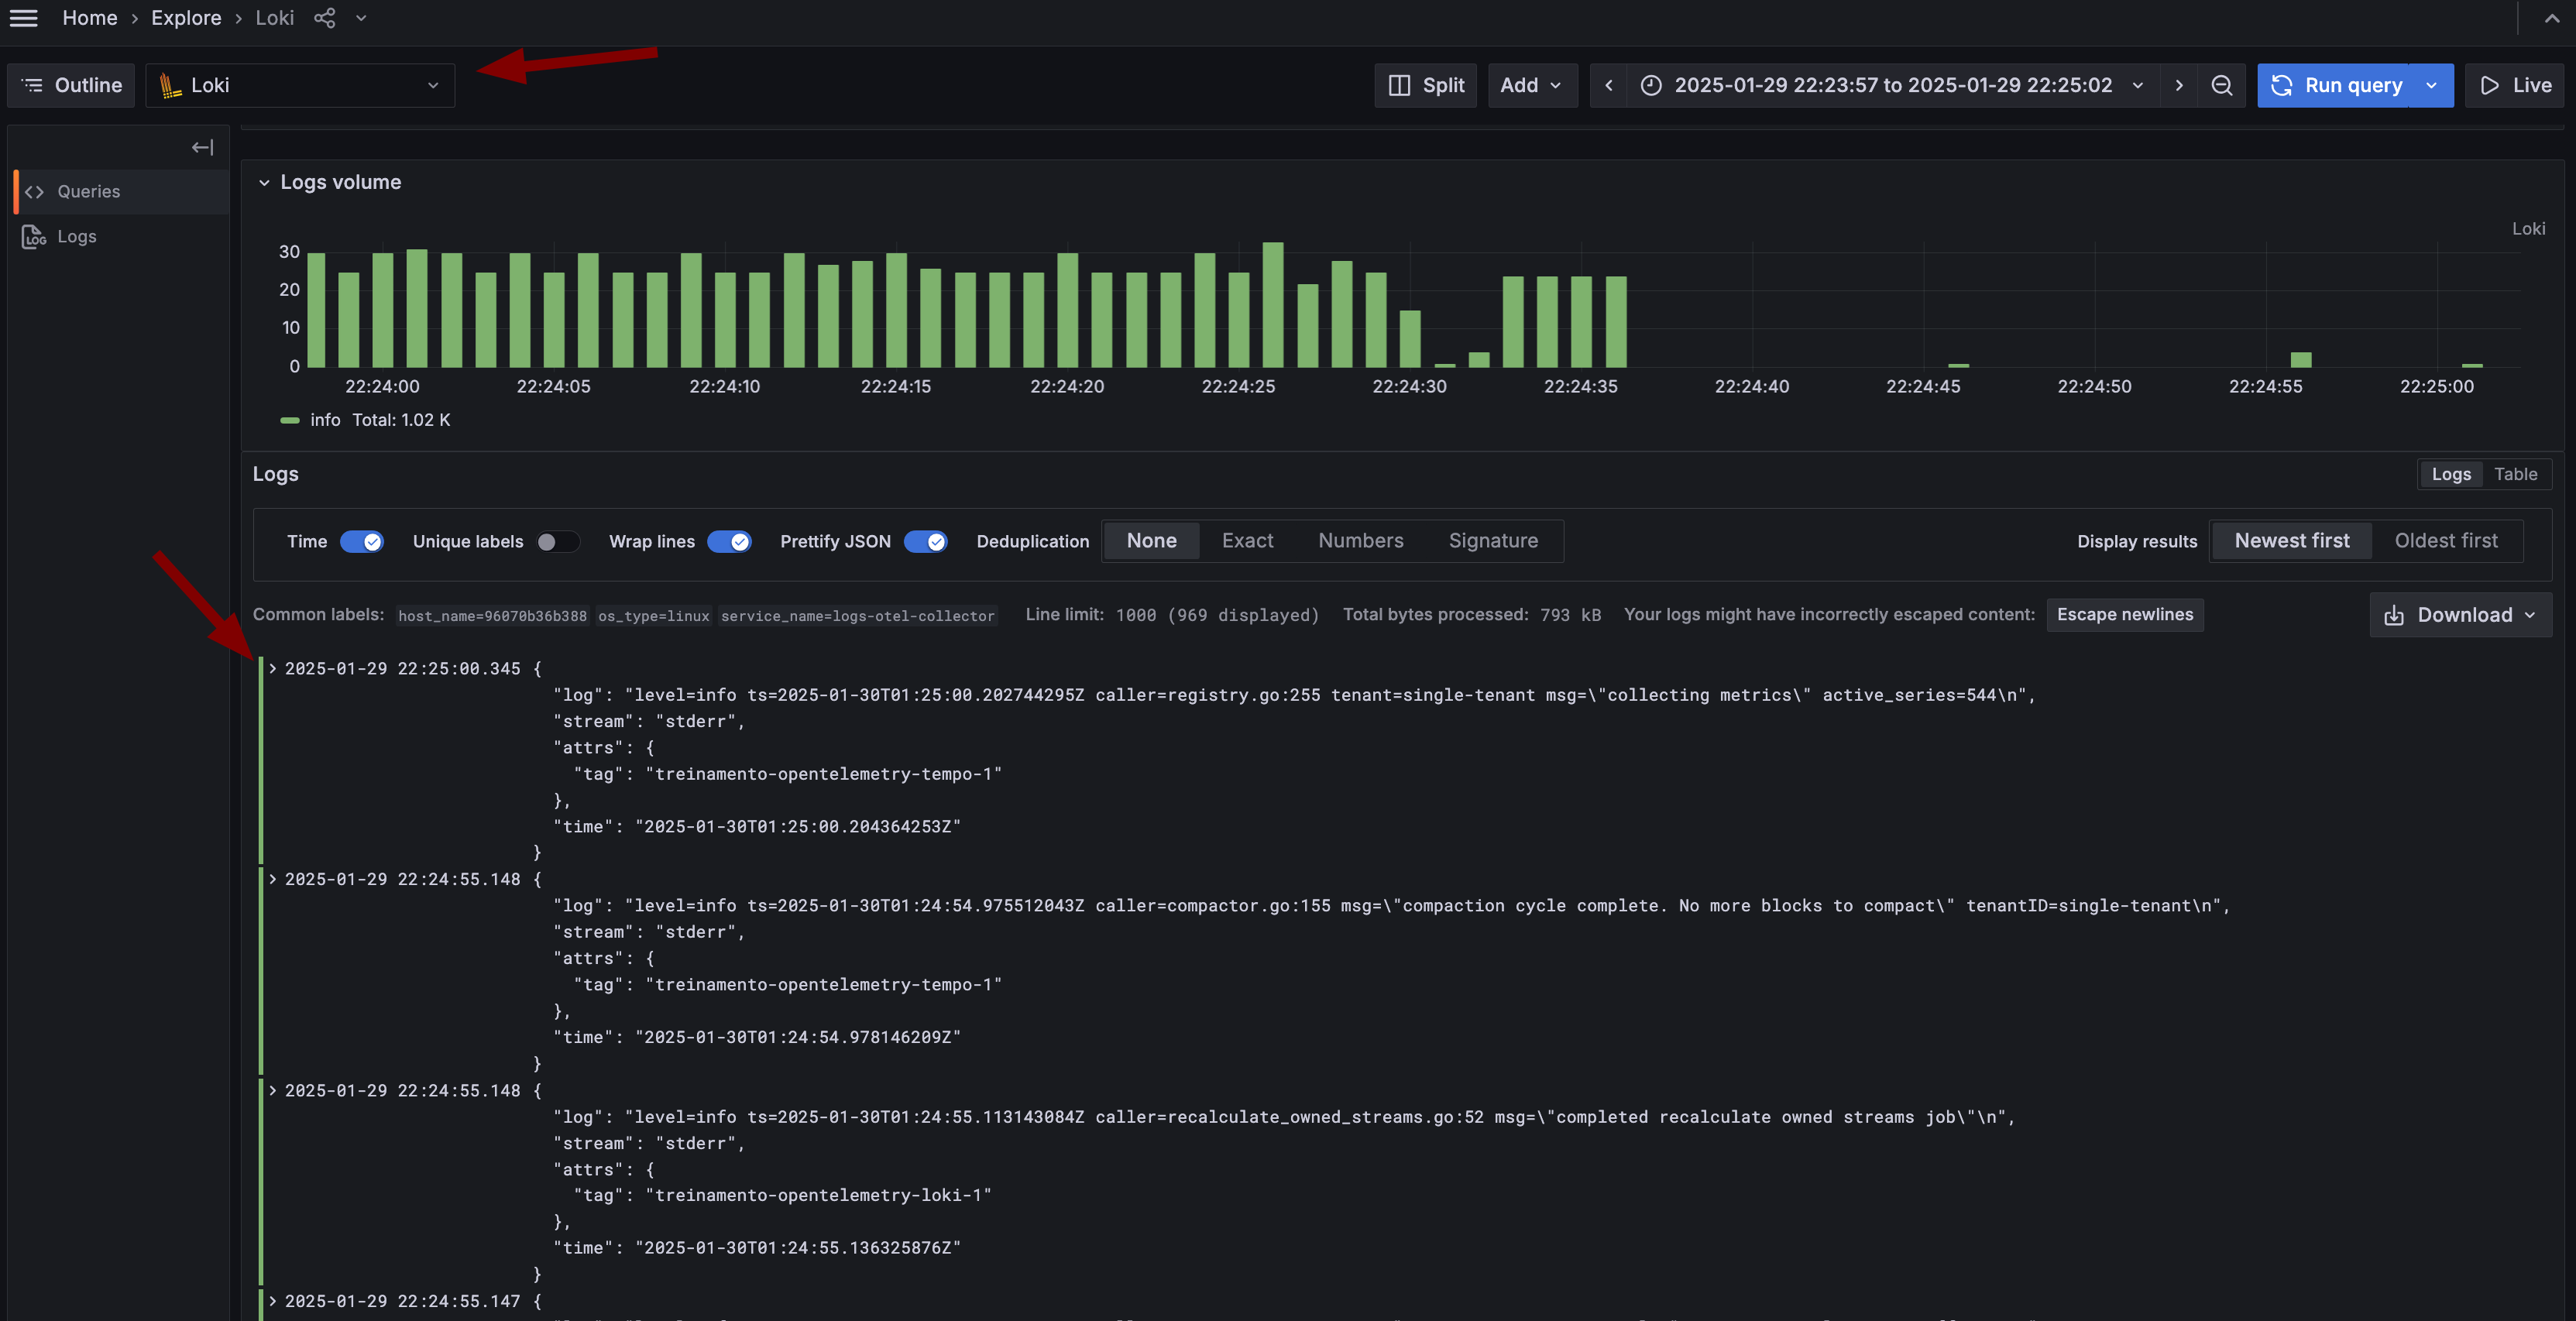 Home › Explore › Loki
Outline Loki Split Add 2025-01-29 22:23:57 to 2025-01-29 22:25:02 Run query Live
Queries
Logs
Logs volume
Loki
30
20
10
0
22:24:00 22:24:05 22:24:10 22:24:15 22:24:20 22:24:25 22:24:30 22:24:35 22:24:40 22:24:45 22:24:50 22:24:55 22:25:00
info Total: 1.02 K
Logs Logs Table
Time Unique labels Wrap lines Prettify JSON Deduplication None Exact Numbers Signature Display results Newest first Oldest first
Common labels: host_name=96070b36b388 os_type=linux service_name=logs-otel-collector Line limit: 1000 (969 displayed) Total bytes processed: 793 kB Your logs might have incorrectly escaped content: Escape newlines Download
2025-01-29 22:25:00.345 {
"log": "level=info ts=2025-01-30T01:25:00.202744295Z caller=registry.go:255 tenant=single-tenant msg=\"collecting metrics\" active_series=544\n",
"stream": "stderr",
"attrs": {
"tag": "treinamento-opentelemetry-tempo-1"
},
"time": "2025-01-30T01:25:00.204364253Z"
}
2025-01-29 22:24:55.148 {
"log": "level=info ts=2025-01-30T01:24:54.975512043Z caller=compactor.go:155 msg=\"compaction cycle complete. No more blocks to compact\" tenantID=single-tenant\n",
"stream": "stderr",
"attrs": {
"tag": "treinamento-opentelemetry-tempo-1"
},
"time": "2025-01-30T01:24:54.978146209Z"
}
2025-01-29 22:24:55.148 {
"log": "level=info ts=2025-01-30T01:24:55.113143084Z caller=recalculate_owned_streams.go:52 msg=\"completed recalculate owned streams job\"\n",
"stream": "stderr",
"attrs": {
"tag": "treinamento-opentelemetry-loki-1"
},
"time": "2025-01-30T01:24:55.136325876Z"
}
2025-01-29 22:24:55.147 {